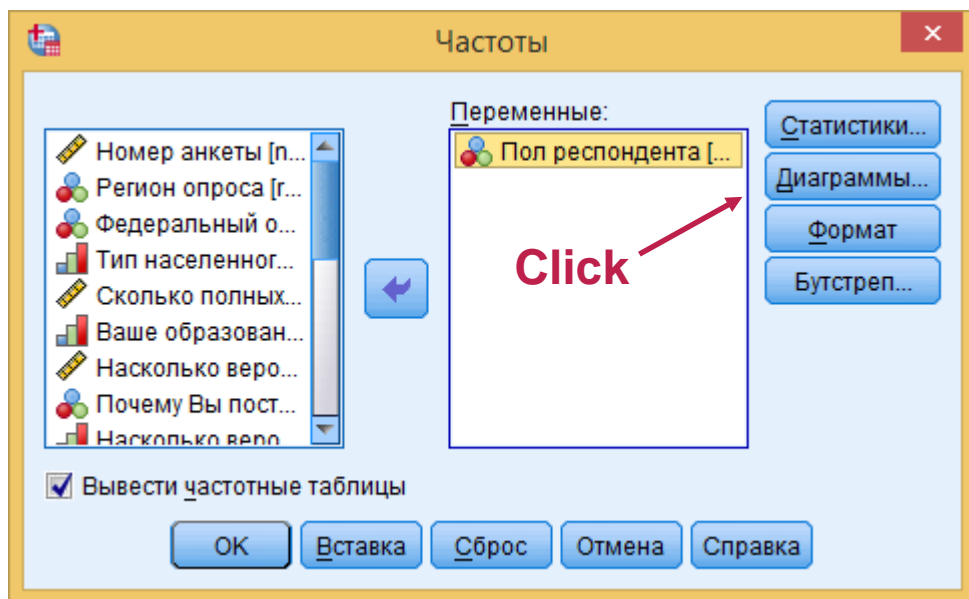 Частоты
Переменные:
Номер анкеты [n...
Регион опроса [r...
Федеральный о...
Тип населенног...
Сколько полных...
Ваше образован...
Насколько веро...
Почему Вы пост...
Насколько веро
Пол респондента [...
Click
Статистики...
Диаграммы...
Формат
Бутстреп...
Вывести частотные таблицы
OK
Вставка
Сброс
Отмена
Справка